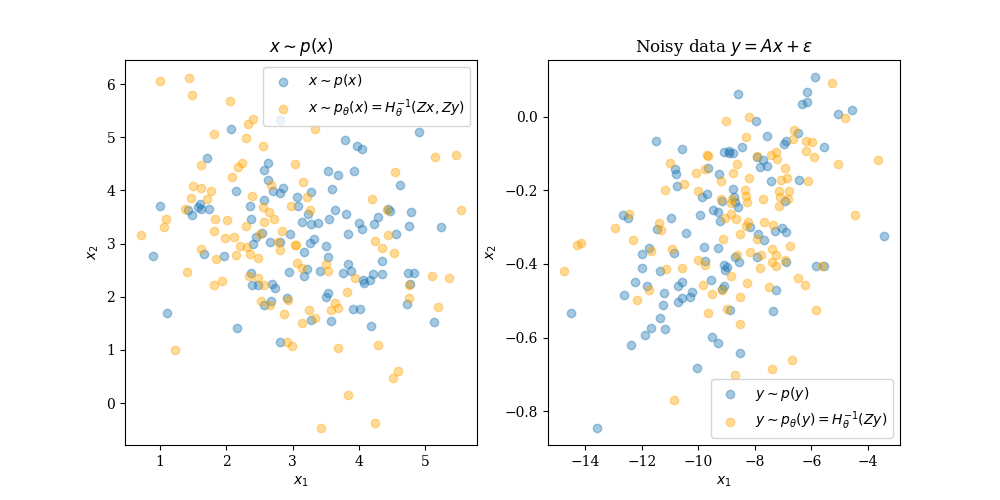 x ~ p(x)
x ~ p(x)
x ~ p_θ(x) = H_θ^{-1}(Zx, Zy)
6
5
4
3
2
1
0
x_2
1 2 3 4 5
x_1
Noisy data y = Ax + ε
0.0
−0.2
−0.4
−0.6
−0.8
x_2
y ~ p(y)
y ~ p_θ(y) = H_θ^{-1}(Zy)
−14 −12 −10 −8 −6 −4
x_1